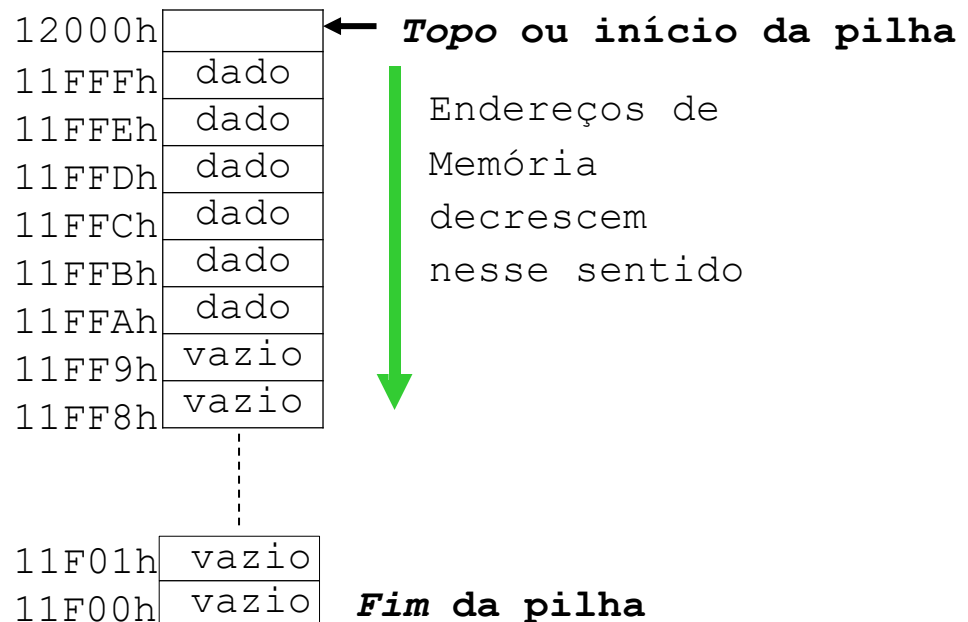 12000h Topo ou início da pilha
11FFFh dado
11FFEh dado
11FFDh dado
11FFCh dado
11FFBh dado
11FFAh dado
11FF9h vazio
11FF8h vazio
Endereços de
Memória
decrescem
nesse sentido
11F01h vazio
11F00h vazio Fim da pilha